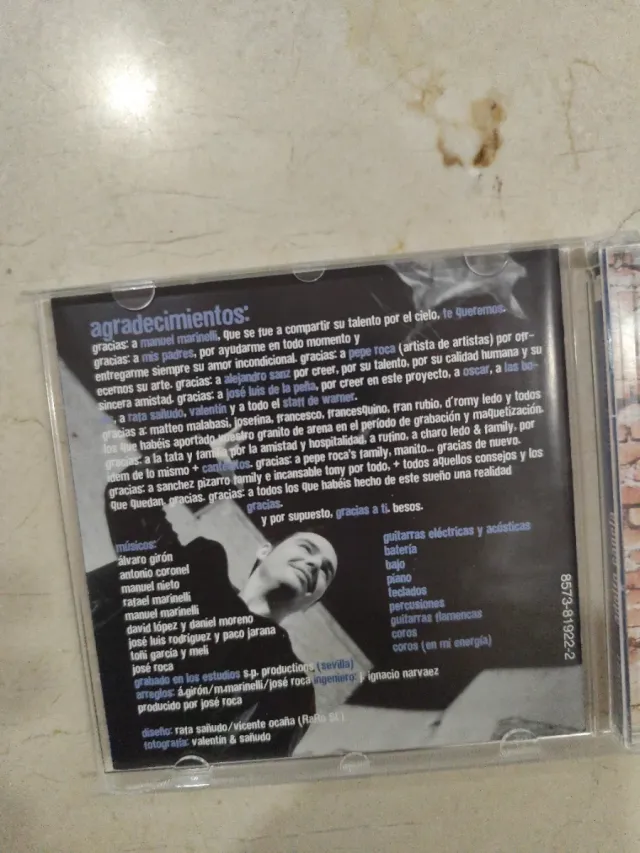 agradecimientos:
gracias: a manuel marinelli, que se fue a compartir su talento por el cielo, te queremos.
gracias: a mis padres, por ayudarme en todo momento y
entregarme siempre su amor incondicional. gracias: a pepe roca (artista de artistas) por ofr-
ecernos su arte. gracias: a alejandro sanz por creer, por su talento, por su calidad humana y su
sincera amistad. gracias: a josé luis de la peña, por creer en este proyecto, a oscar, a las bo-
, a rata sañudo, valentín y a todo el staff de warner.
gracias a: matteo malabasi, josefina, francesco, francesquino, fran rubio, d'romy ledo y todos
los que habéis aportado vuestro granito de arena en el período de grabación y maquetización.
gracias: a la tata y family, por la amistad y hospitalidad, a rufino, a charo ledo & family, por
idem de lo mismo + gracias: a pepe roca's family, manito... gracias de nuevo.
gracias: a sanchez pizarro family e incansable tony por todo, + todos aquellos consejos y los
que quedan, gracias. gracias: a todos los que habéis hecho de este sueño una realidad
gracias.
y por supuesto, gracias a ti. besos.
músicos:
álvaro girón guitarras eléctricas y acústicas
antonio coronel batería
manuel nieto bajo
rafael marinelli piano
manuel marinelli teclados
david lópez y daniel moreno percusiones
josé luis rodríguez y paco jarana guitarras flamencas
toñi garcía y meli coros
josé roca coros (en mi energía)
grabado en los estudios s.p. productions (sevilla)
arreglos: á.girón/m.marinelli/josé roca ingeniero: j. ignacio narvaez
producido por josé roca
diseño: rata sañudo/vicente ocaña
fotografía: valentín & sañudo
8573-81922-2